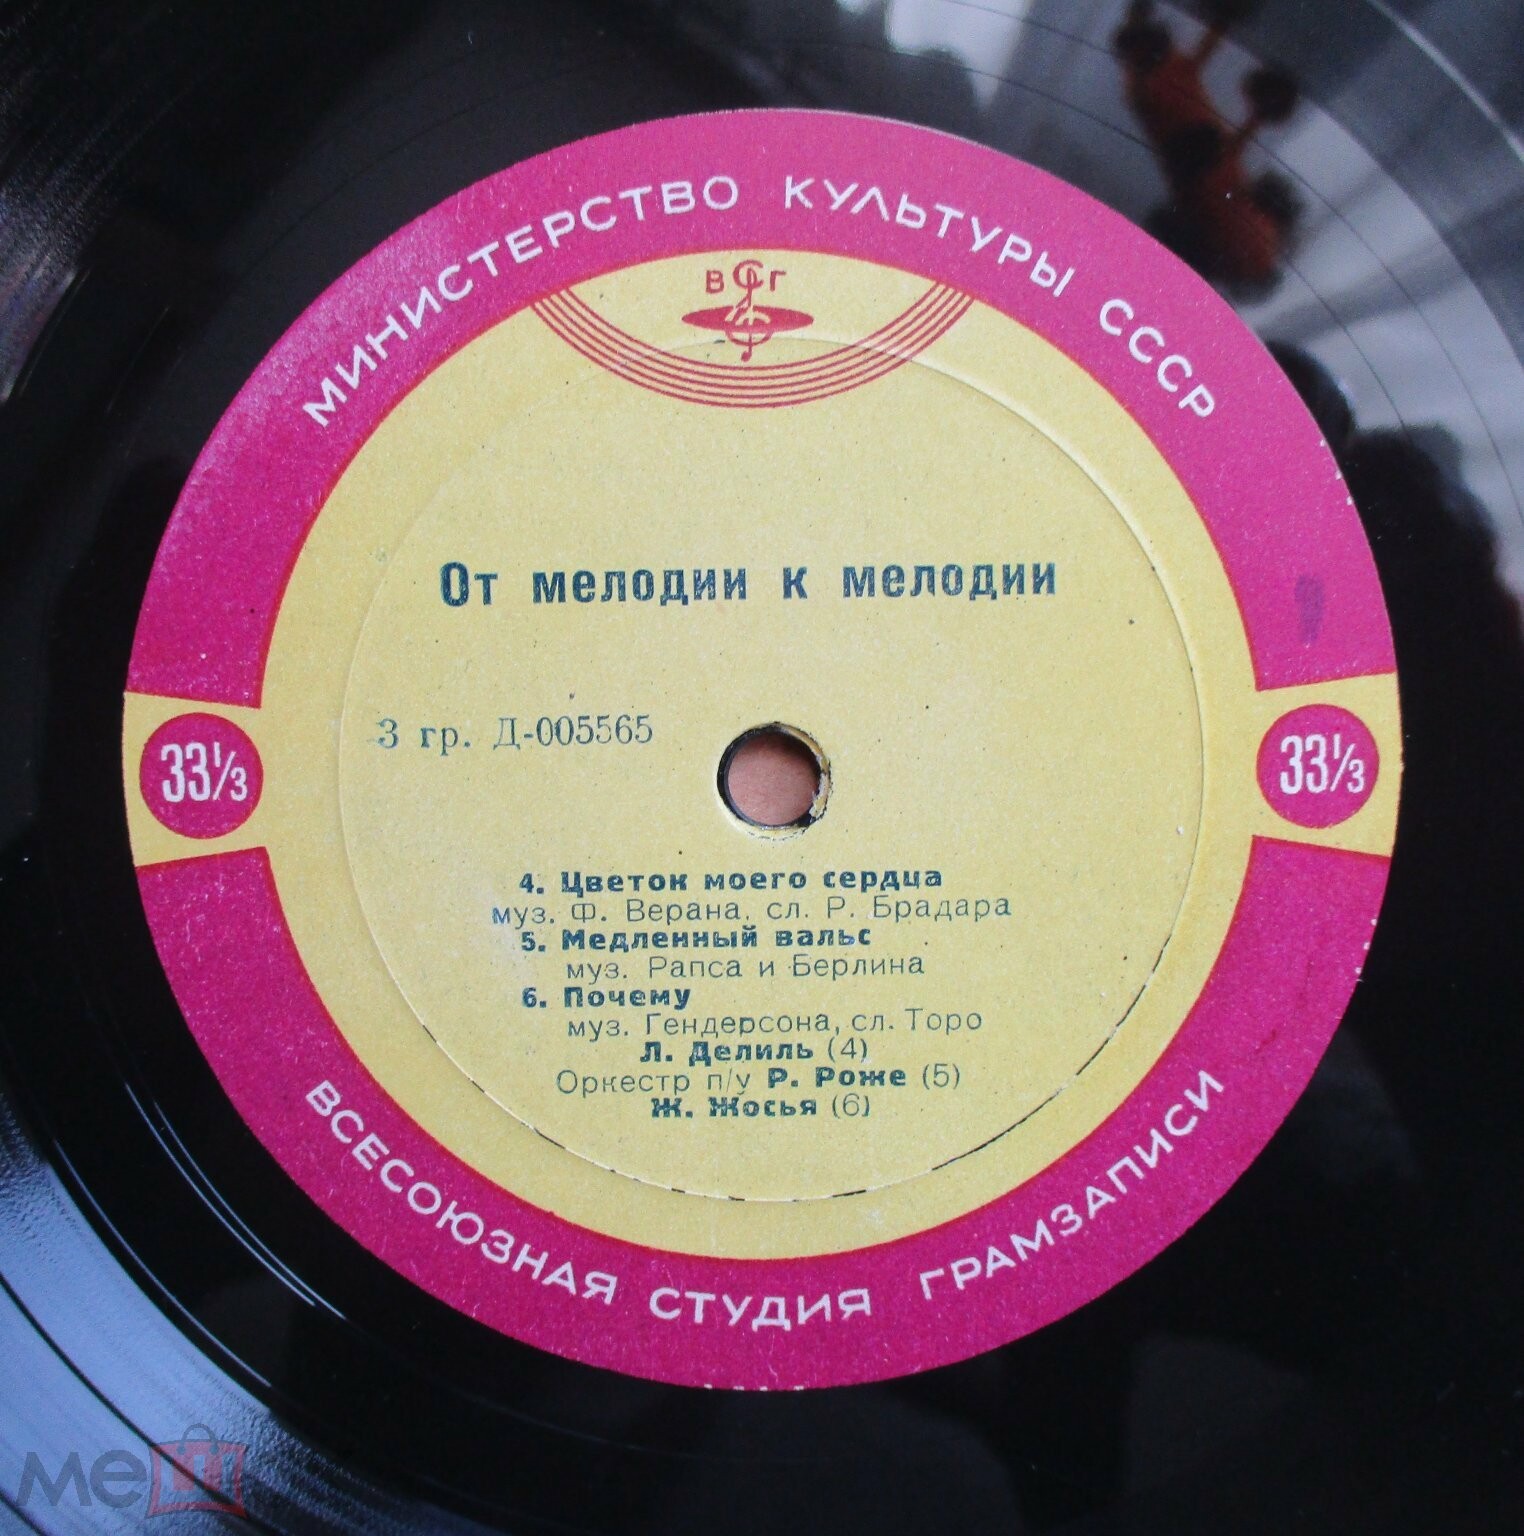 МИНИСТЕРСТВО КУЛЬТУРЫ СССР
ВСГ
От мелодии к мелодии
3 гр. Д-005565
33⅓
33⅓
4. Цветок моего сердца
муз. Ф. Верана, сл. Р. Брадара
5. Медленный вальс
муз. Рапса и Берлина
6. Почему
муз. Гендерсона, сл. Торо
Л. Делиль (4)
Оркестр п/у Р. Роже (5)
Ж. Жосья (6)
ВСЕСОЮЗНАЯ СТУДИЯ ГРАМЗАПИСИ
мешок